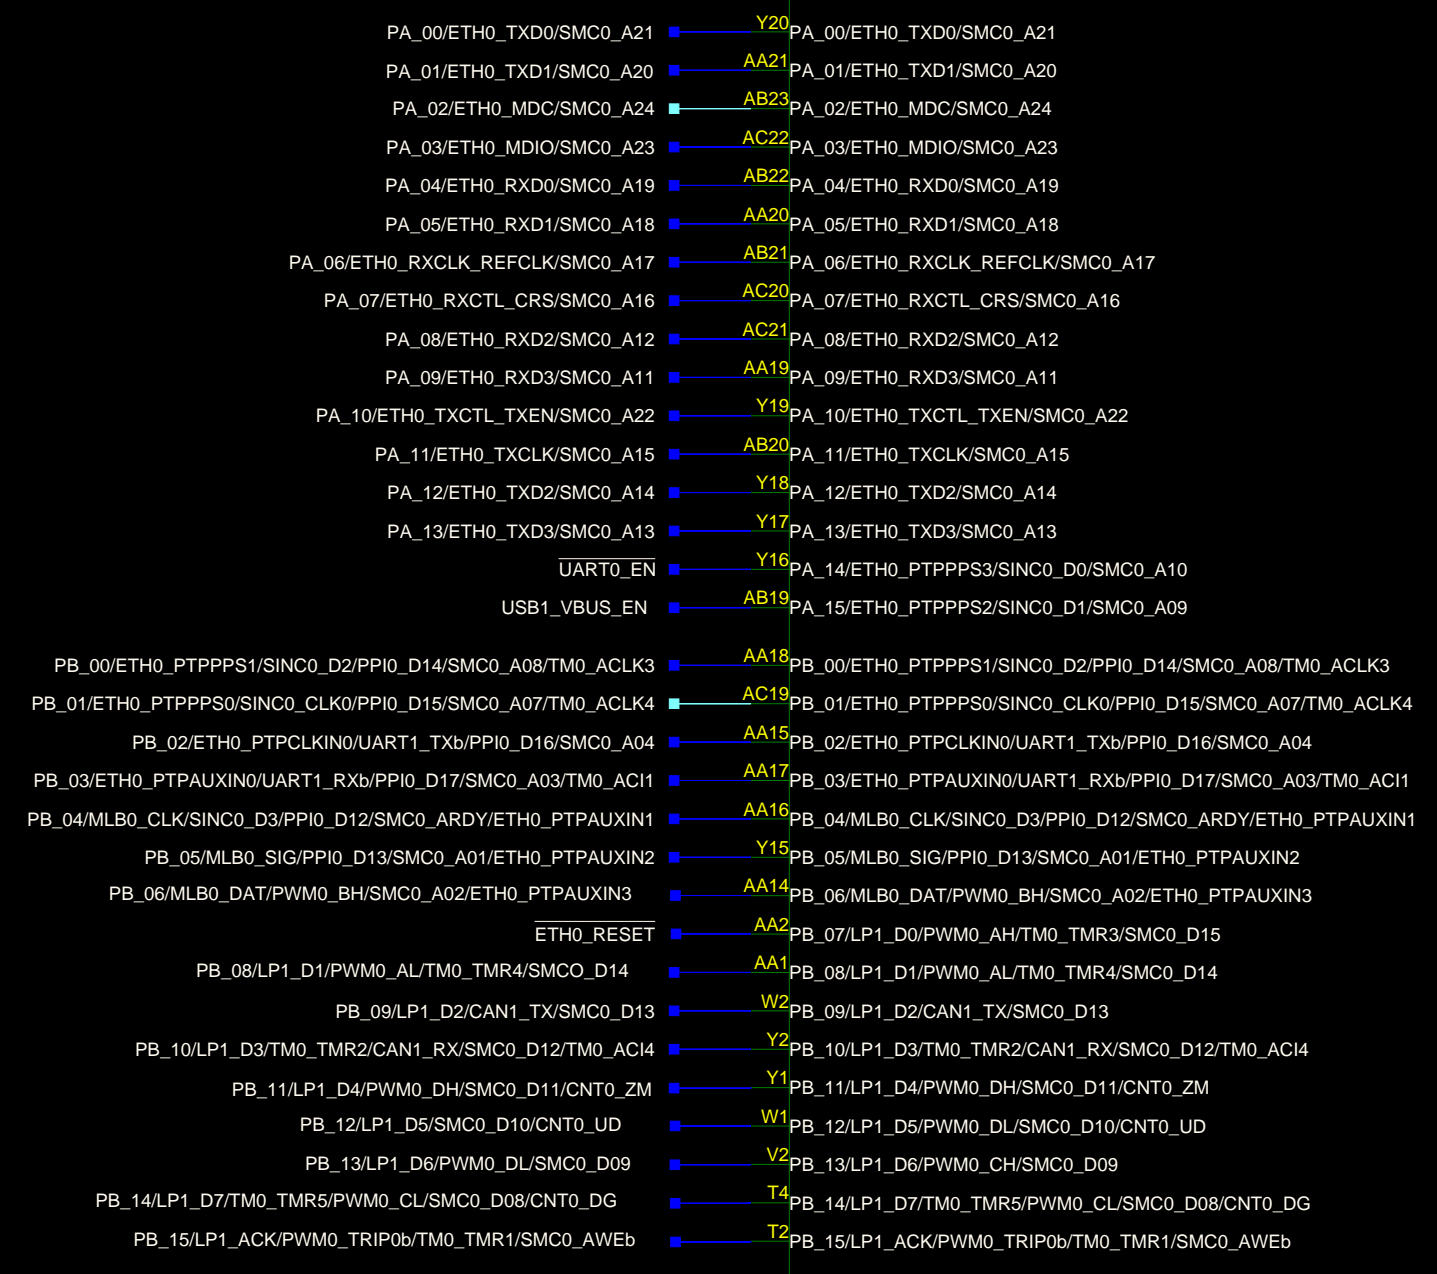 PA_00/ETH0_TXD0/SMC0_A21 Y20 PA_00/ETH0_TXD0/SMC0_A21
PA_01/ETH0_TXD1/SMC0_A20 AA21 PA_01/ETH0_TXD1/SMC0_A20
PA_02/ETH0_MDC/SMC0_A24 AB23 PA_02/ETH0_MDC/SMC0_A24
PA_03/ETH0_MDIO/SMC0_A23 AC22 PA_03/ETH0_MDIO/SMC0_A23
PA_04/ETH0_RXD0/SMC0_A19 AB22 PA_04/ETH0_RXD0/SMC0_A19
PA_05/ETH0_RXD1/SMC0_A18 AA20 PA_05/ETH0_RXD1/SMC0_A18
PA_06/ETH0_RXCLK_REFCLK/SMC0_A17 AB21 PA_06/ETH0_RXCLK_REFCLK/SMC0_A17
PA_07/ETH0_RXCTL_CRS/SMC0_A16 AC20 PA_07/ETH0_RXCTL_CRS/SMC0_A16
PA_08/ETH0_RXD2/SMC0_A12 AC21 PA_08/ETH0_RXD2/SMC0_A12
PA_09/ETH0_RXD3/SMC0_A11 AA19 PA_09/ETH0_RXD3/SMC0_A11
PA_10/ETH0_TXCTL_TXEN/SMC0_A22 Y19 PA_10/ETH0_TXCTL_TXEN/SMC0_A22
PA_11/ETH0_TXCLK/SMC0_A15 AB20 PA_11/ETH0_TXCLK/SMC0_A15
PA_12/ETH0_TXD2/SMC0_A14 Y18 PA_12/ETH0_TXD2/SMC0_A14
PA_13/ETH0_TXD3/SMC0_A13 Y17 PA_13/ETH0_TXD3/SMC0_A13
UART0_EN Y16 PA_14/ETH0_PTPPPS3/SINC0_D0/SMC0_A10
USB1_VBUS_EN AB19 PA_15/ETH0_PTPPPS2/SINC0_D1/SMC0_A09
PB_00/ETH0_PTPPPS1/SINC0_D2/PPI0_D14/SMC0_A08/TM0_ACLK3 AA18 PB_00/ETH0_PTPPPS1/SINC0_D2/PPI0_D14/SMC0_A08/TM0_ACLK3
PB_01/ETH0_PTPPPS0/SINC0_CLK0/PPI0_D15/SMC0_A07/TM0_ACLK4 AC19 PB_01/ETH0_PTPPPS0/SINC0_CLK0/PPI0_D15/SMC0_A07/TM0_ACLK4
PB_02/ETH0_PTPCLKIN0/UART1_TXb/PPI0_D16/SMC0_A04 AA15 PB_02/ETH0_PTPCLKIN0/UART1_TXb/PPI0_D16/SMC0_A04
PB_03/ETH0_PTPAUXIN0/UART1_RXb/PPI0_D17/SMC0_A03/TM0_ACI1 AA17 PB_03/ETH0_PTPAUXIN0/UART1_RXb/PPI0_D17/SMC0_A03/TM0_ACI1
PB_04/MLB0_CLK/SINC0_D3/PPI0_D12/SMC0_ARDY/ETH0_PTPAUXIN1 AA16 PB_04/MLB0_CLK/SINC0_D3/PPI0_D12/SMC0_ARDY/ETH0_PTPAUXIN1
PB_05/MLB0_SIG/PPI0_D13/SMC0_A01/ETH0_PTPAUXIN2 Y15 PB_05/MLB0_SIG/PPI0_D13/SMC0_A01/ETH0_PTPAUXIN2
PB_06/MLB0_DAT/PWM0_BH/SMC0_A02/ETH0_PTPAUXIN3 AA14 PB_06/MLB0_DAT/PWM0_BH/SMC0_A02/ETH0_PTPAUXIN3
ETH0_RESET AA2 PB_07/LP1_D0/PWM0_AH/TM0_TMR3/SMC0_D15
PB_08/LP1_D1/PWM0_AL/TM0_TMR4/SMCO_D14 AA1 PB_08/LP1_D1/PWM0_AL/TM0_TMR4/SMC0_D14
PB_09/LP1_D2/CAN1_TX/SMC0_D13 W2 PB_09/LP1_D2/CAN1_TX/SMC0_D13
PB_10/LP1_D3/TM0_TMR2/CAN1_RX/SMC0_D12/TM0_ACI4 Y2 PB_10/LP1_D3/TM0_TMR2/CAN1_RX/SMC0_D12/TM0_ACI4
PB_11/LP1_D4/PWM0_DH/SMC0_D11/CNT0_ZM Y1 PB_11/LP1_D4/PWM0_DH/SMC0_D11/CNT0_ZM
PB_12/LP1_D5/SMC0_D10/CNT0_UD W1 PB_12/LP1_D5/PWM0_DL/SMC0_D10/CNT0_UD
PB_13/LP1_D6/PWM0_DL/SMC0_D09 V2 PB_13/LP1_D6/PWM0_CH/SMC0_D09
PB_14/LP1_D7/TM0_TMR5/PWM0_CL/SMC0_D08/CNT0_DG T4 PB_14/LP1_D7/TM0_TMR5/PWM0_CL/SMC0_D08/CNT0_DG
PB_15/LP1_ACK/PWM0_TRIP0b/TM0_TMR1/SMC0_AWEb T2 PB_15/LP1_ACK/PWM0_TRIP0b/TM0_TMR1/SMC0_AWEb